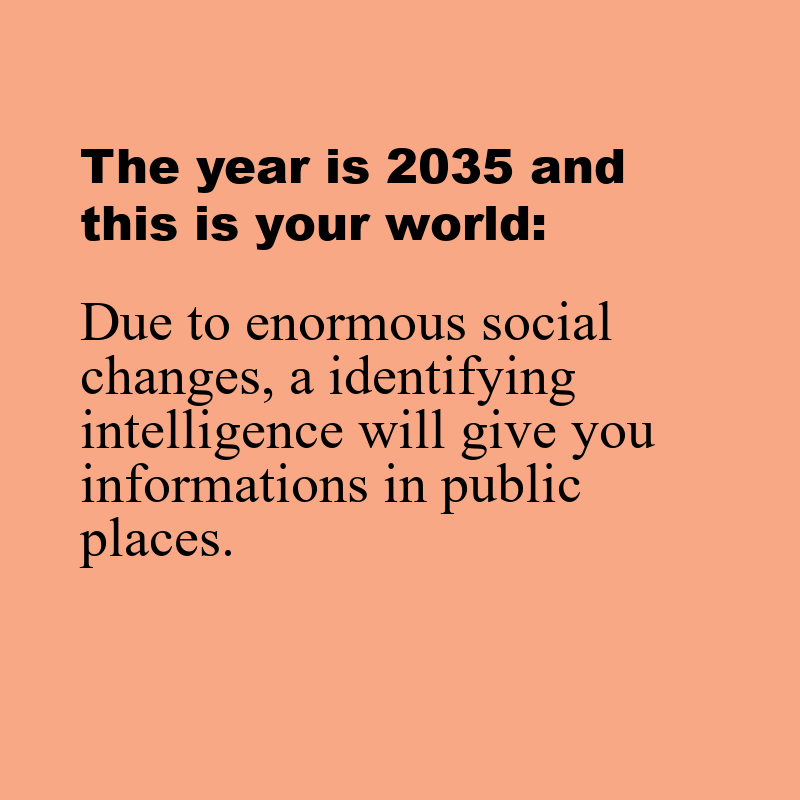 The year is 2035 and
this is your world:
Due to enormous social
changes, a identifying
intelligence will give you
informations in public
places.